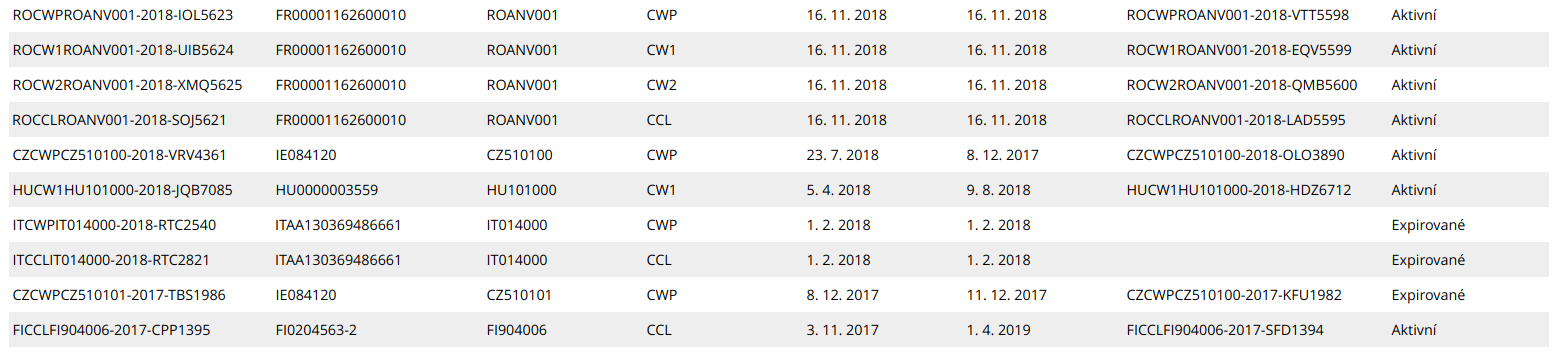 ROCWPROANV001-2018-IOL5623 FR00001162600010 ROANV001 CWP 16. 11. 2018 16. 11. 2018 ROCWPROANV001-2018-VTT5598 Aktivní
ROCW1ROANV001-2018-UIB5624 FR00001162600010 ROANV001 CW1 16. 11. 2018 16. 11. 2018 ROCW1ROANV001-2018-EQV5599 Aktivní
ROCW2ROANV001-2018-XMQ5625 FR00001162600010 ROANV001 CW2 16. 11. 2018 16. 11. 2018 ROCW2ROANV001-2018-QMB5600 Aktivní
ROCCLROANV001-2018-SOJ5621 FR00001162600010 ROANV001 CCL 16. 11. 2018 16. 11. 2018 ROCCLROANV001-2018-LAD5595 Aktivní
CZCWPCZ510100-2018-VRV4361 IE084120 CZ510100 CWP 23. 7. 2018 8. 12. 2017 CZCWPCZ510100-2018-OLO3890 Aktivní
HUCW1HU101000-2018-JQB7085 HU0000003559 HU101000 CW1 5. 4. 2018 9. 8. 2018 HUCW1HU101000-2018-HDZ6712 Aktivní
ITCWPIT014000-2018-RTC2540 ITAA130369486661 IT014000 CWP 1. 2. 2018 1. 2. 2018 Expirované
ITCCLIT014000-2018-RTC2821 ITAA130369486661 IT014000 CCL 1. 2. 2018 1. 2. 2018 Expirované
CZCWPCZ510101-2017-TBS1986 IE084120 CZ510101 CWP 8. 12. 2017 11. 12. 2017 CZCWPCZ510100-2017-KFU1982 Expirované
FICCLFI904006-2017-CPP1395 FI0204563-2 FI904006 CCL 3. 11. 2017 1. 4. 2019 FICCLFI904006-2017-SFD1394 Aktivní